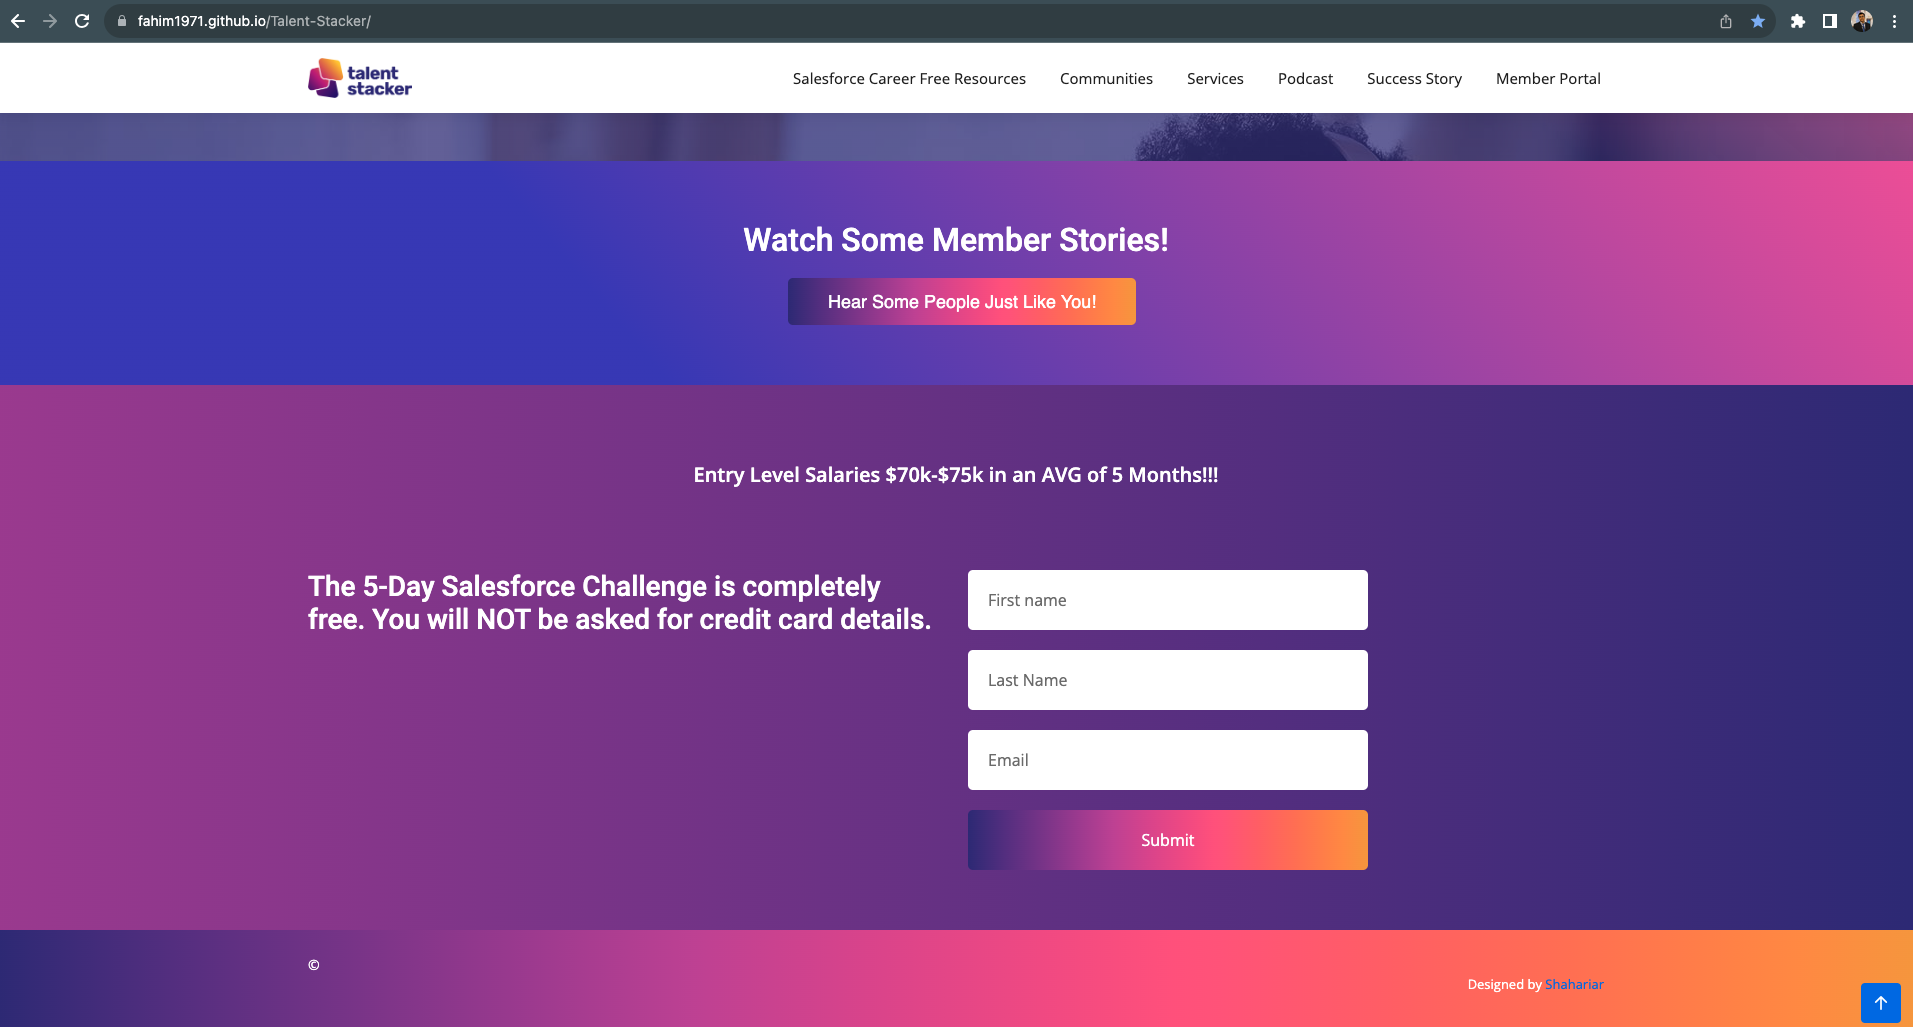 fahim1971.github.io/Talent-Stacker/
talent
stacker
Salesforce Career Free Resources Communities Services Podcast Success Story Member Portal
Watch Some Member Stories!
Hear Some People Just Like You!
Entry Level Salaries $70k-$75k in an AVG of 5 Months!!!
The 5-Day Salesforce Challenge is completely
free. You will NOT be asked for credit card details.
First name
Last Name
Email
Submit
©
Designed by Shahariar